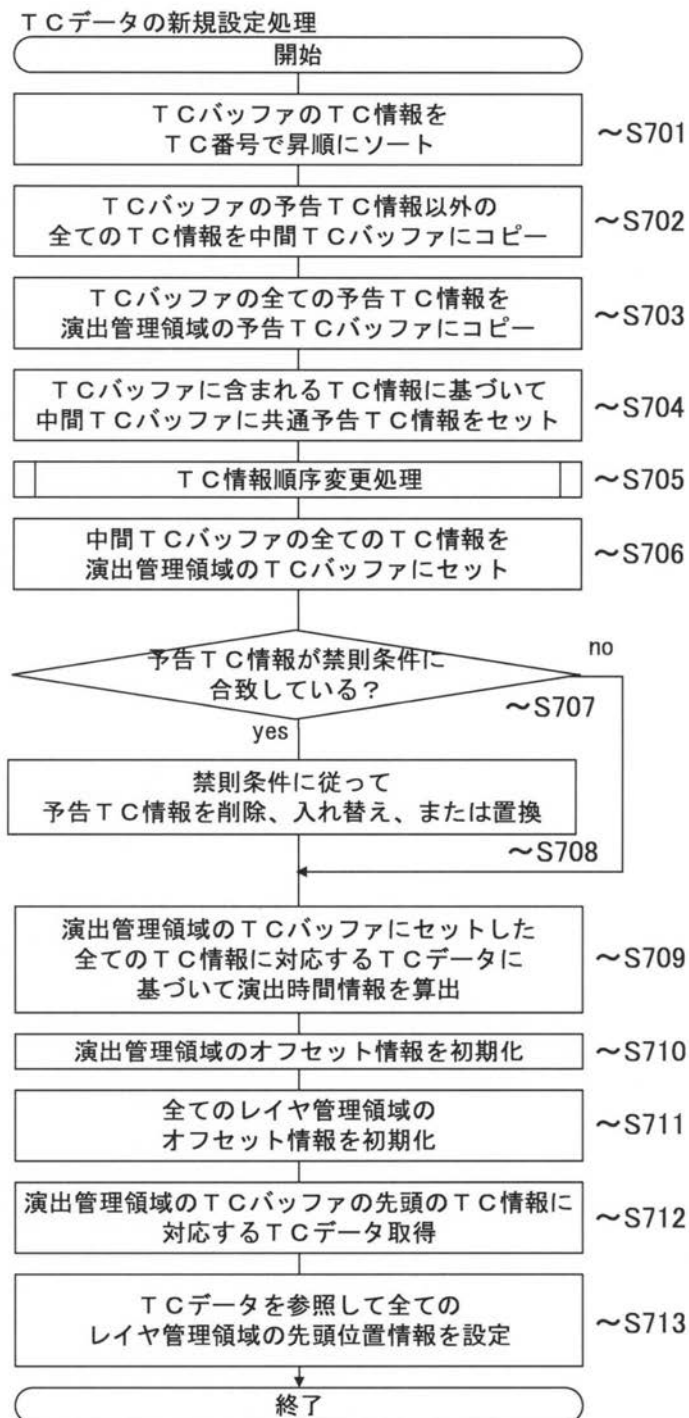 ＴＣデータの新規設定処理
開始
ＴＣバッファのＴＣ情報を
ＴＣ番号で昇順にソート
～S701
ＴＣバッファの予告ＴＣ情報以外の
全てのＴＣ情報を中間ＴＣバッファにコピー
～S702
ＴＣバッファの全ての予告ＴＣ情報を
演出管理領域の予告ＴＣバッファにコピー
～S703
ＴＣバッファに含まれるＴＣ情報に基づいて
中間ＴＣバッファに共通予告ＴＣ情報をセット
～S704
ＴＣ情報順序変更処理
～S705
中間ＴＣバッファの全てのＴＣ情報を
演出管理領域のＴＣバッファにセット
～S706
予告ＴＣ情報が禁則条件に
合致している？
no
～S707
yes
禁則条件に従って
予告ＴＣ情報を削除、入れ替え、または置換
～S708
演出管理領域のＴＣバッファにセットした
全てのＴＣ情報に対応するＴＣデータに
基づいて演出時間情報を算出
～S709
演出管理領域のオフセット情報を初期化
～S710
全てのレイヤ管理領域の
オフセット情報を初期化
～S711
演出管理領域のＴＣバッファの先頭のＴＣ情報に
対応するＴＣデータ取得
～S712
ＴＣデータを参照して全ての
レイヤ管理領域の先頭位置情報を設定
～S713
終了